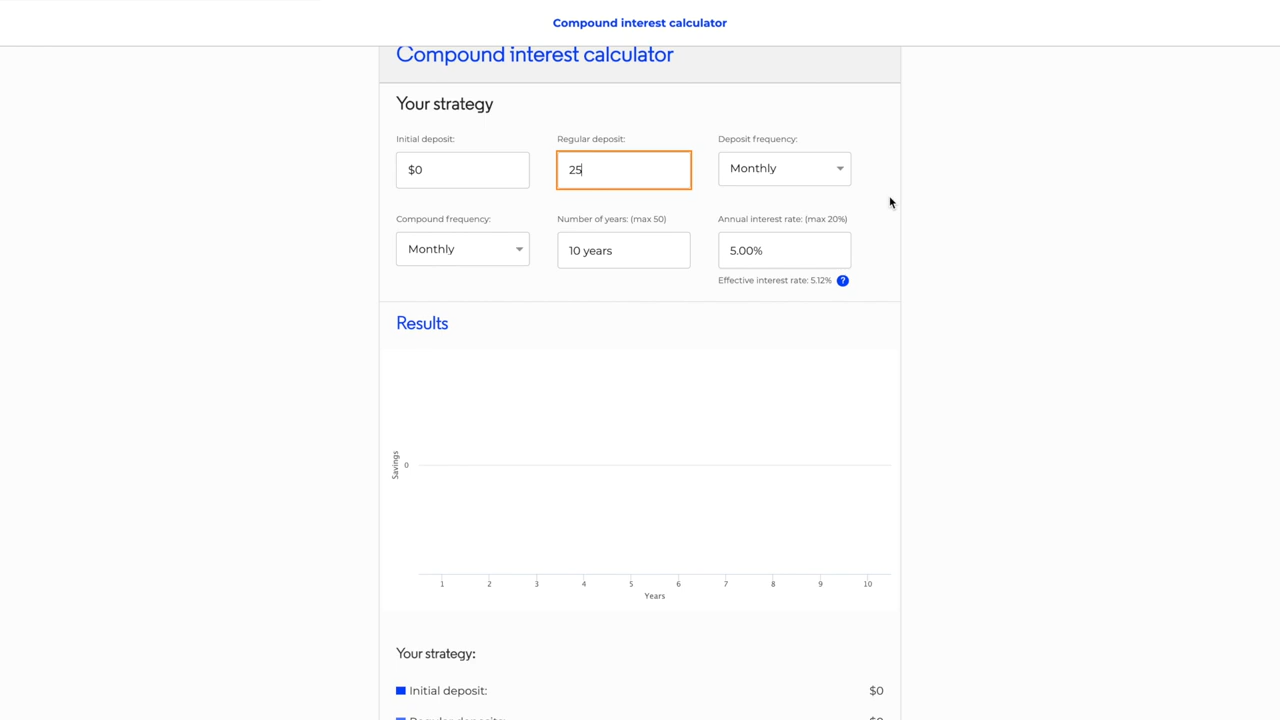 Compound interest calculator
Compound interest calculator
Your strategy
Initial deposit: Regular deposit: Deposit frequency:
$0 25 Monthly
Compound frequency: Number of years: (max 50) Annual interest rate: (max 20%)
Monthly 10 years 5.00%
Effective interest rate: 5.12% ?
Results
Savings
0
1 2 3 4 5 6 7 8 9 10
Years
Your strategy:
Initial deposit: $0
Regular deposits: $0